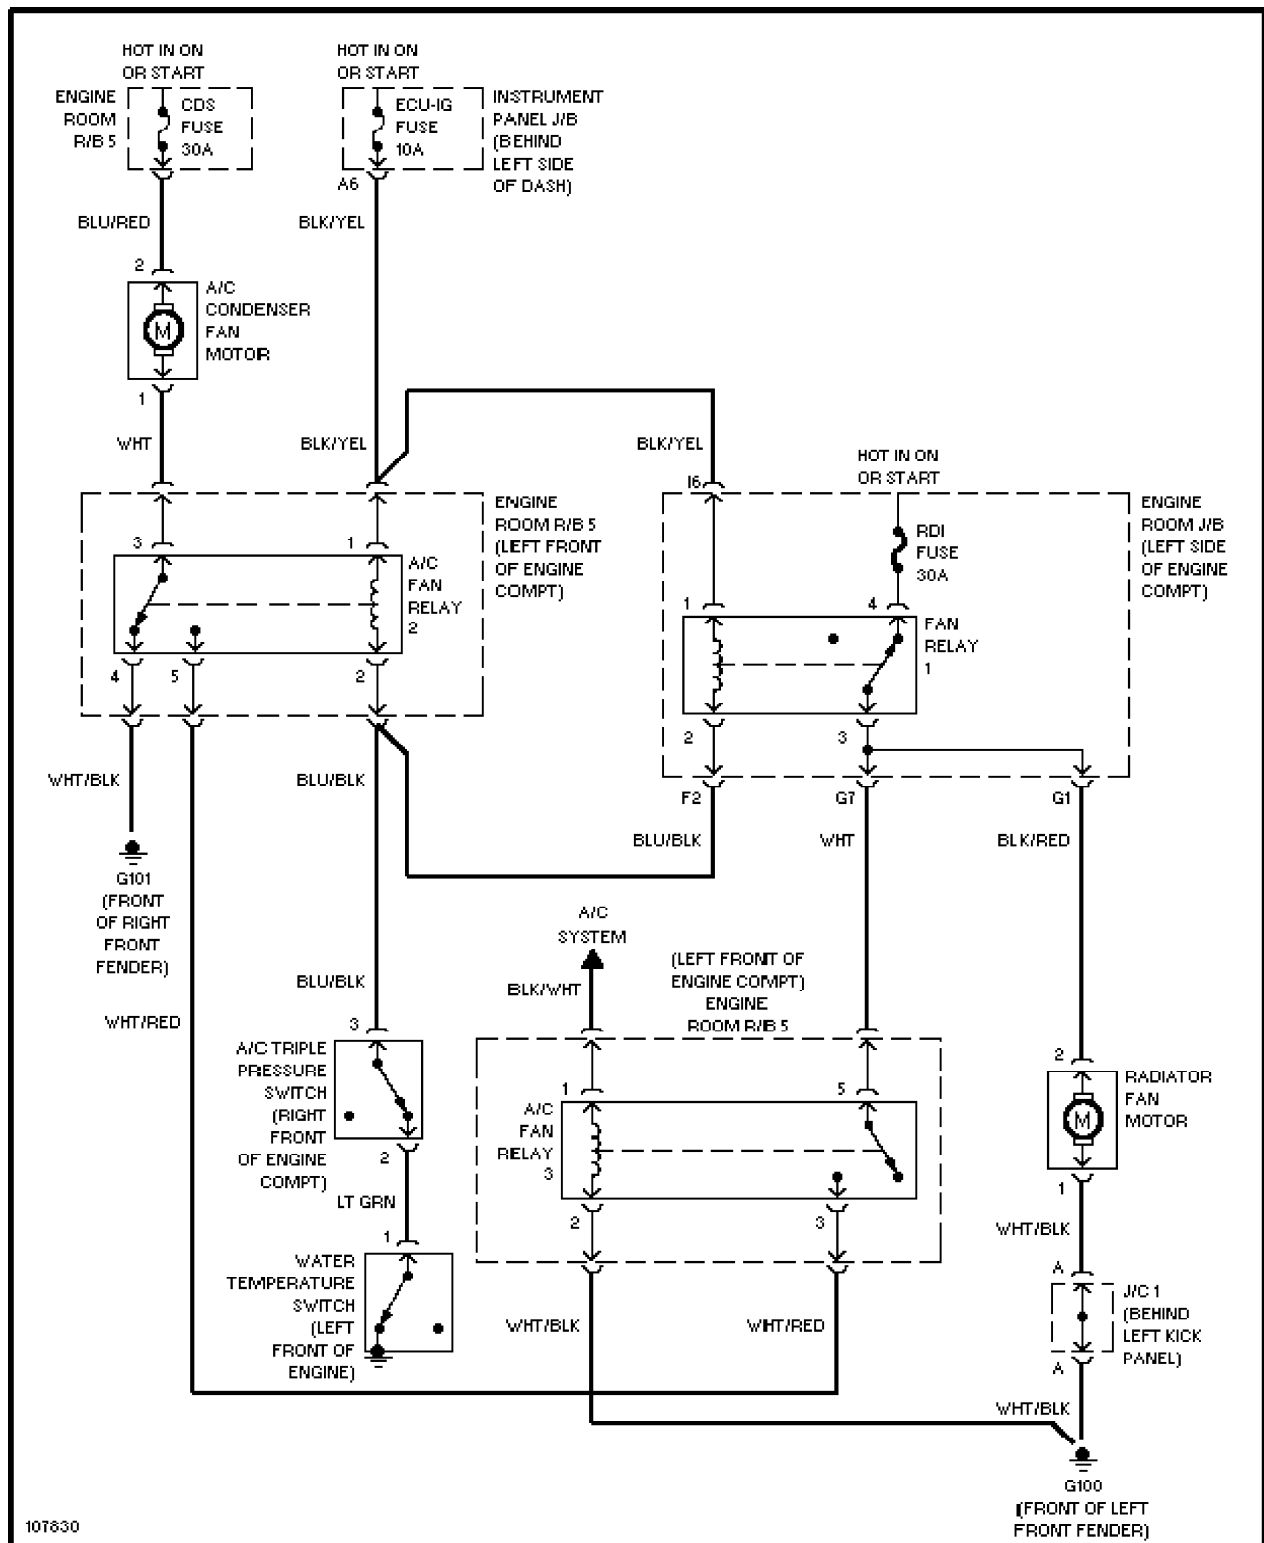 HOT IN ON
OR START
ENGINE
ROOM
R/B 5
CDS
FUSE
30A
HOT IN ON
OR START
ECU-IG
FUSE
10A
INSTRUMENT
PANEL J/B
(BEHIND
LEFT SIDE
OF DASH)
A6
BLU/RED
BLK/YEL
2
A/C
CONDENSER
FAN
MOTOR
M
1
WHT
BLK/YEL
BLK/YEL
I6
HOT IN ON
OR START
ENGINE
ROOM R/B 5
(LEFT FRONT
OF ENGINE
COMPT)
3
1
A/C
FAN
RELAY
2
4
5
2
RDI
FUSE
30A
ENGINE
ROOM J/B
(LEFT SIDE
OF ENGINE
COMPT)
1
4
FAN
RELAY
1
2
3
F2
G7
G1
WHT/BLK
BLU/BLK
BLU/BLK
WHT
BLK/RED
G101
(FRONT
OF RIGHT
FRONT
FENDER)
A/C
SYSTEM
BLK/WHT
(LEFT FRONT OF
ENGINE COMPT)
ENGINE
ROOM R/B 5
BLU/BLK
WHT/RED
3
A/C TRIPLE
PRESSURE
SWITCH
(RIGHT
FRONT
OF ENGINE
COMPT)
2
LT GRN
1
WATER
TEMPERATURE
SWITCH
(LEFT
FRONT OF
ENGINE)
1
5
A/C
FAN
RELAY
3
2
3
WHT/BLK
WHT/RED
2
RADIATOR
FAN
MOTOR
M
1
WHT/BLK
A
J/C 1
(BEHIND
LEFT KICK
PANEL)
A
WHT/BLK
G100
(FRONT OF LEFT
FRONT FENDER)
107830